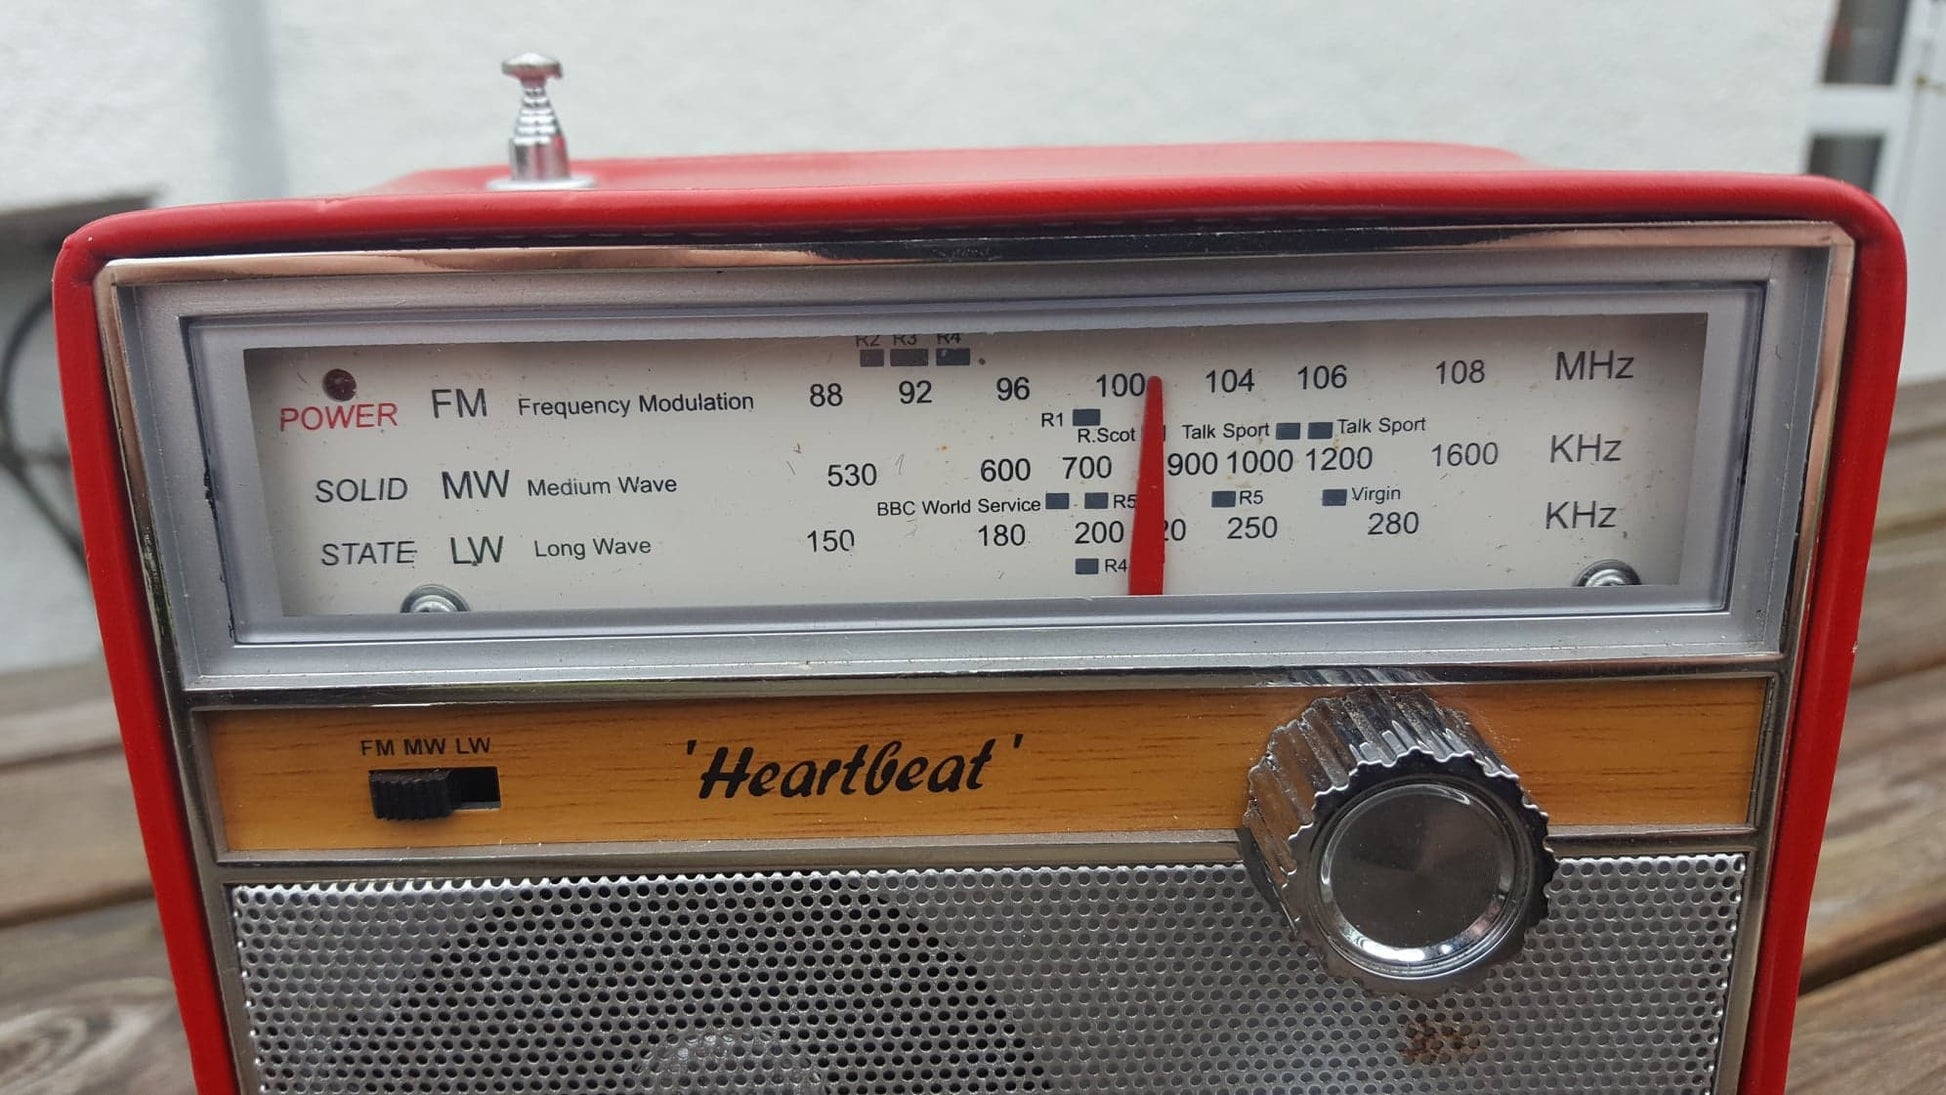 R2 R3 R4
POWER FM Frequency Modulation 88 92 96 100 104 106 108 MHz
R1
R.Scot Talk Sport Talk Sport
SOLID MW Medium Wave 530 600 700 900 1000 1200 1600 KHz
BBC World Service R5 R5 Virgin
STATE LW Long Wave 150 180 200 250 280 KHz
R4
FM MW LW
'Heartbeat'